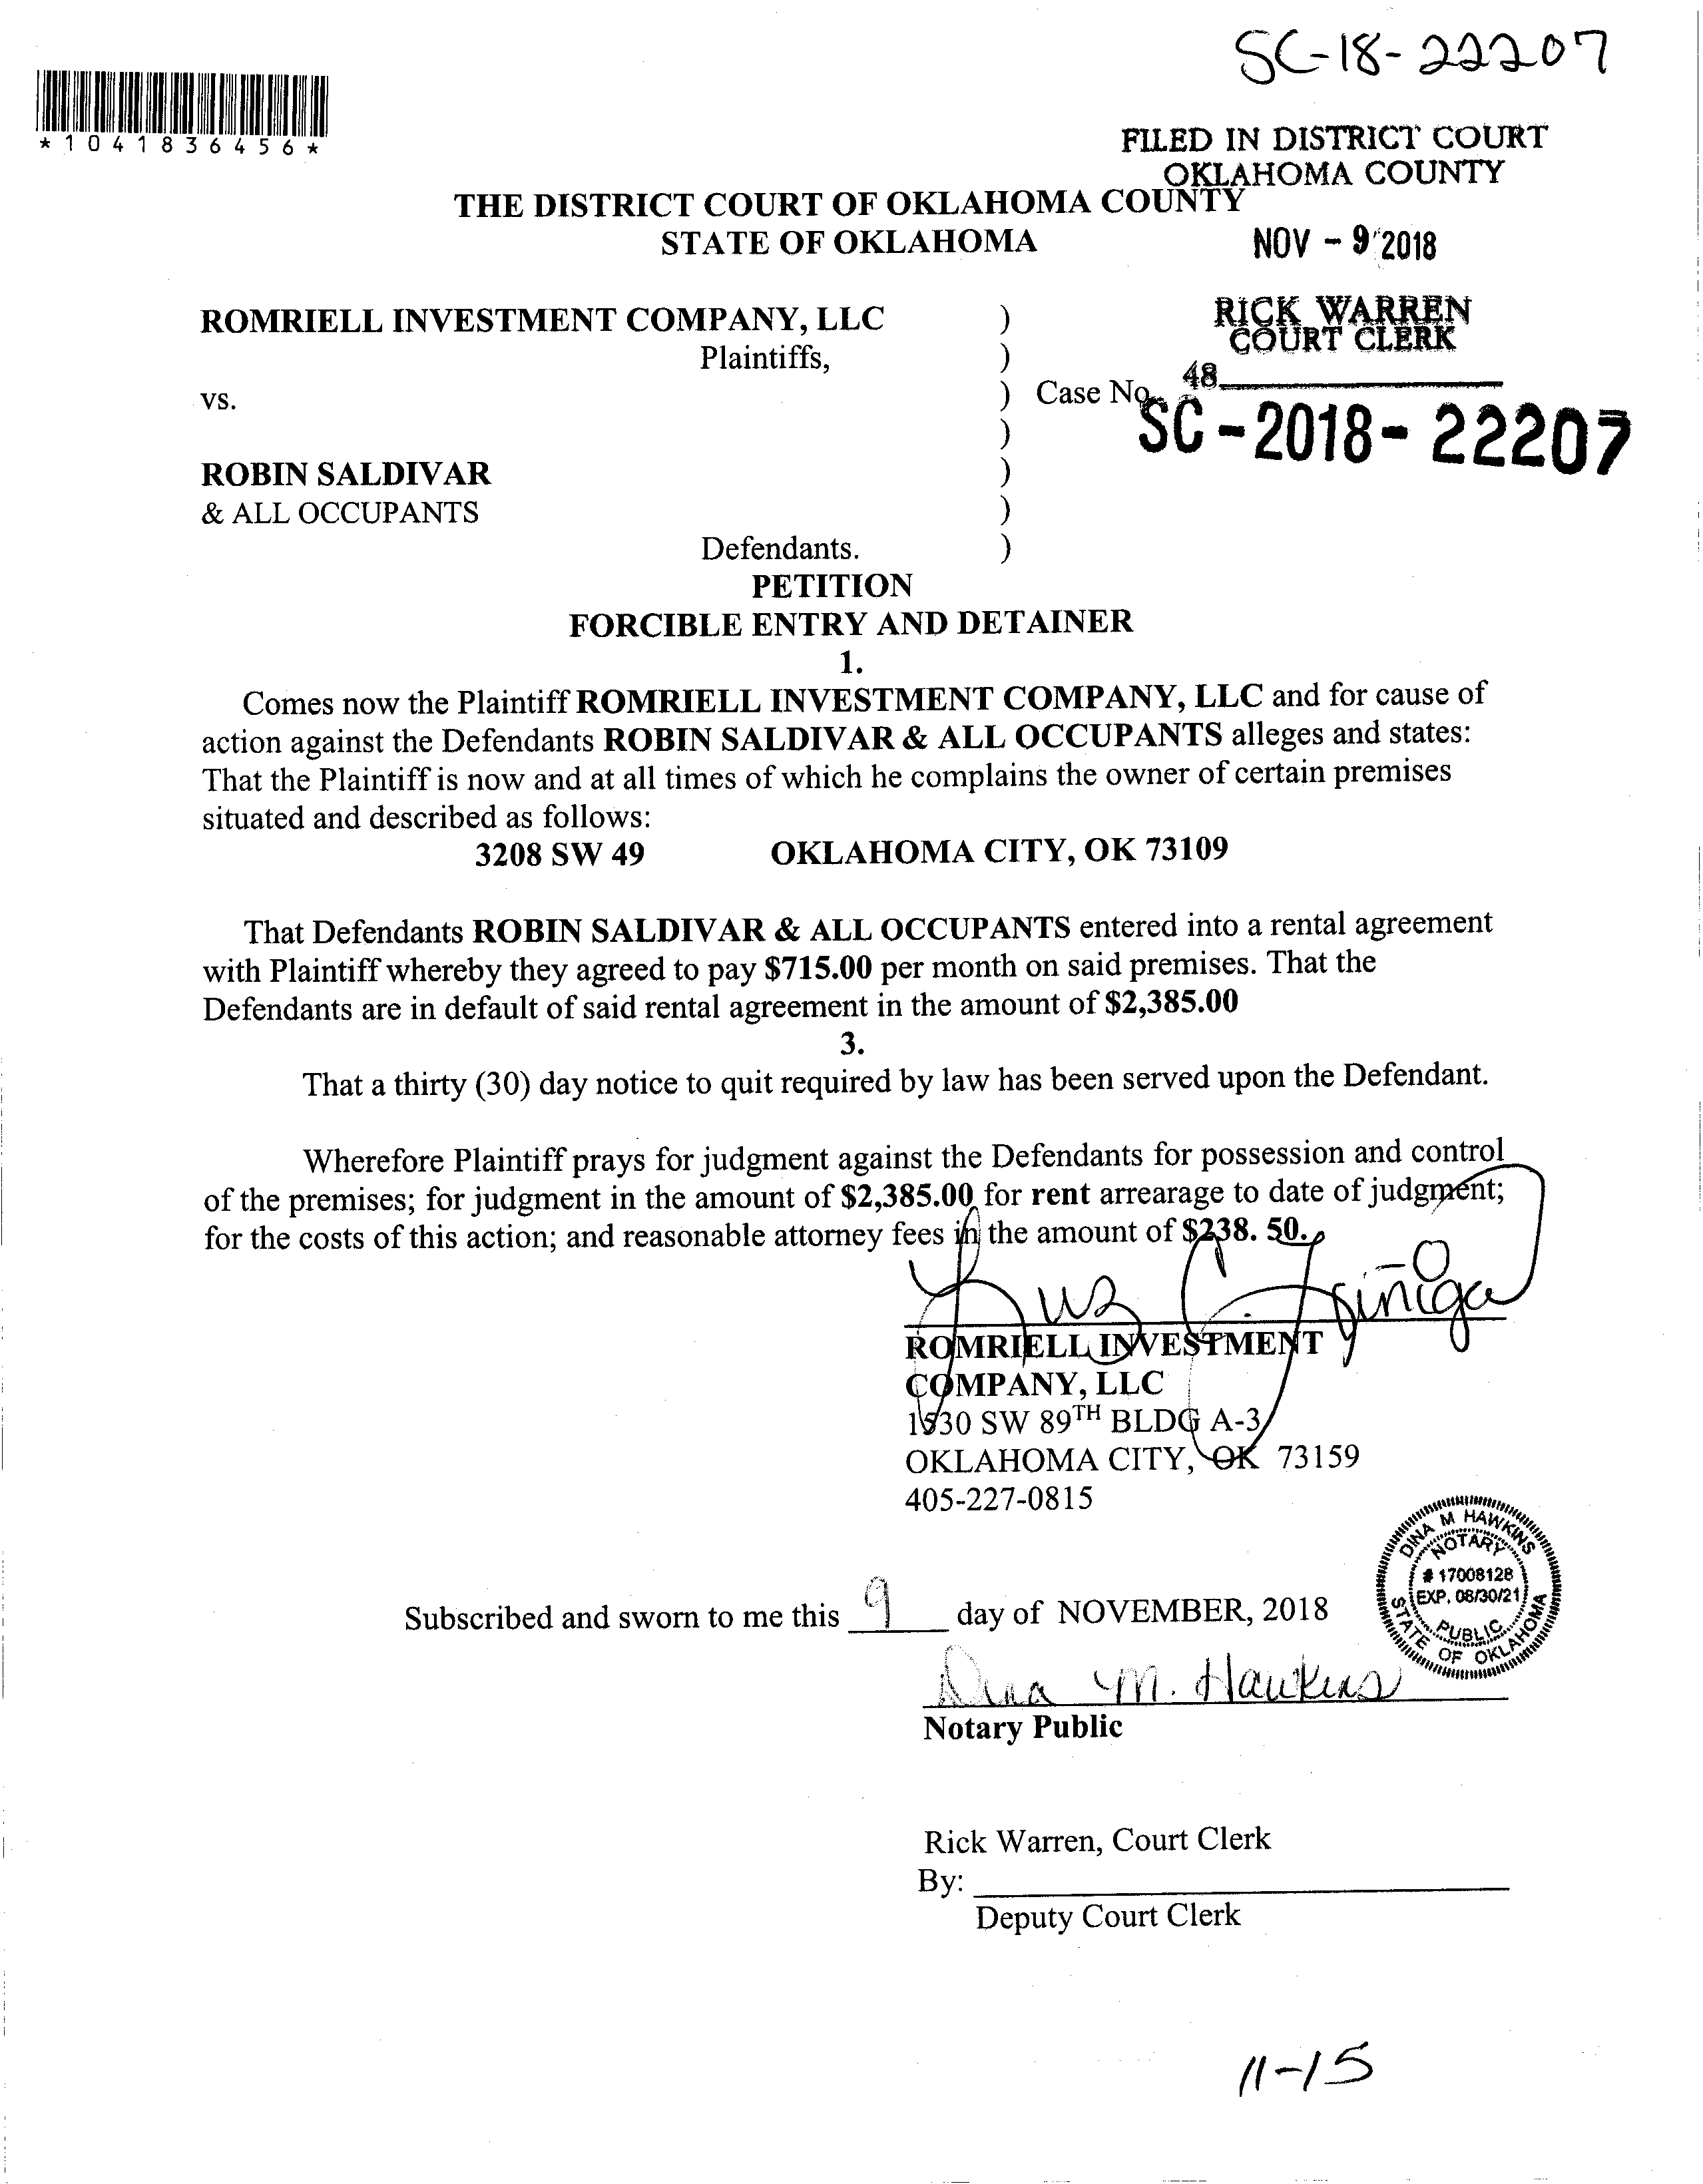 SC-18-22207
*1041836456*
FILED IN DISTRICT COURT
OKLAHOMA COUNTY
THE DISTRICT COURT OF OKLAHOMA COUNTY
STATE OF OKLAHOMA
NOV - 9 2018
ROMRIELL INVESTMENT COMPANY, LLC )
Plaintiffs, )
RICK WARREN
COURT CLERK
48
vs. ) Case No.
SC-2018-22207
)
ROBIN SALDIVAR )
& ALL OCCUPANTS )
Defendants. )
PETITION
FORCIBLE ENTRY AND DETAINER
1.
Comes now the Plaintiff ROMRIELL INVESTMENT COMPANY, LLC and for cause of
action against the Defendants ROBIN SALDIVAR & ALL OCCUPANTS alleges and states:
That the Plaintiff is now and at all times of which he complains the owner of certain premises
situated and described as follows:
3208 SW 49 OKLAHOMA CITY, OK 73109
That Defendants ROBIN SALDIVAR & ALL OCCUPANTS entered into a rental agreement
with Plaintiff whereby they agreed to pay $715.00 per month on said premises. That the
Defendants are in default of said rental agreement in the amount of $2,385.00
3.
That a thirty (30) day notice to quit required by law has been served upon the Defendant.
Wherefore Plaintiff prays for judgment against the Defendants for possession and control
of the premises; for judgment in the amount of $2,385.00 for rent arrearage to date of judgment;
for the costs of this action; and reasonable attorney fees in the amount of $238. 50.
Luz
ROMRIELL INVESTMENT
COMPANY, LLC
SW 89TH BLDG A-3
OKLAHOMA CITY, OK 73159
405-227-0815
DINA M HAWKINS
NOTARY
# 17008128
EXP. 08/30/21
PUBLIC
STATE OF OKLAHOMA
Subscribed and sworn to me this 9 day of NOVEMBER, 2018
Dina M. Hawkins
Notary Public
Rick Warren, Court Clerk
By:
Deputy Court Clerk
11-15